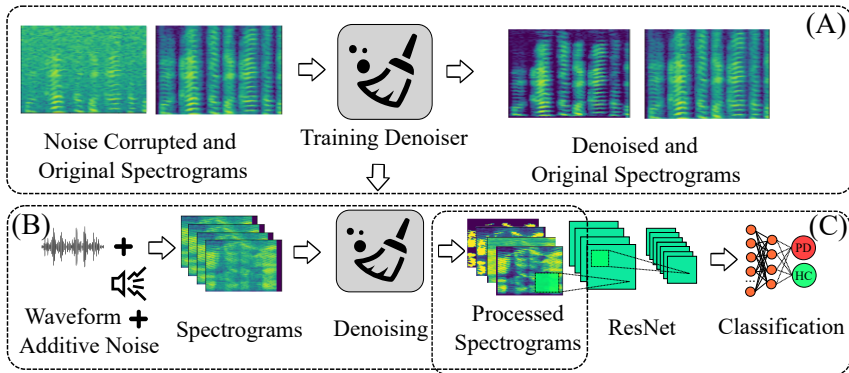 (A)
Noise Corrupted and
Original Spectrograms
Training Denoiser
Denoised and
Original Spectrograms
(B)
(C)
+
PD
HC
...
Waveform +
Additive Noise
Spectrograms
Denoising
Processed
Spectrograms
ResNet
Classification